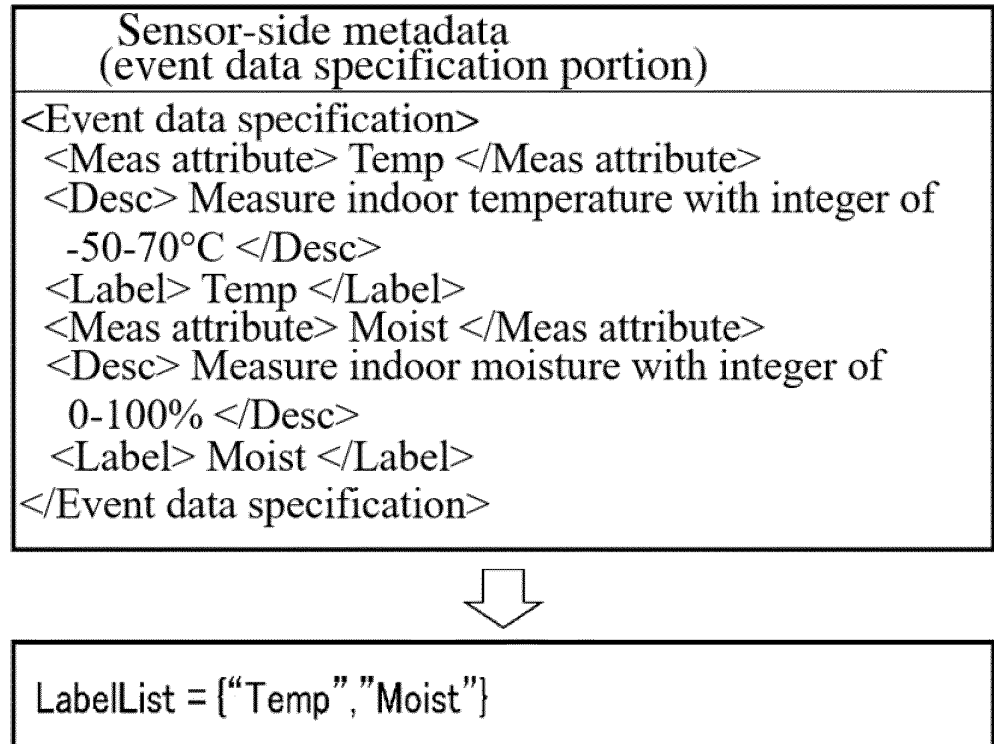 Sensor-side metadata
(event data specification portion)
<Event data specification>
<Meas attribute> Temp </Meas attribute>
<Desc> Measure indoor temperature with integer of
-50-70°C </Desc>
<Label> Temp </Label>
<Meas attribute> Moist </Meas attribute>
<Desc> Measure indoor moisture with integer of
0-100% </Desc>
<Label> Moist </Label>
</Event data specification>
LabelList = {“Temp”,”Moist”}